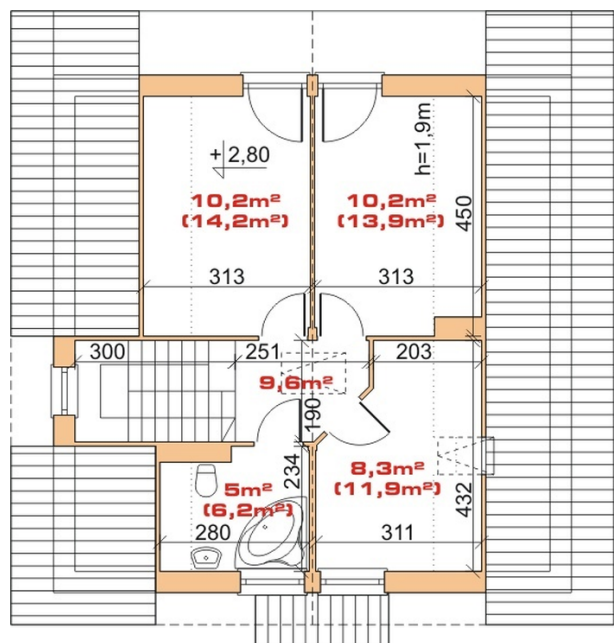 h=1,9m
+2,80
10,2m²
(14,2m²)
10,2m²
(13,9m²)
450
313
313
300
251
203
9,6m²
190
234
5m²
(6,2m²)
8,3m²
(11,9m²)
432
280
311